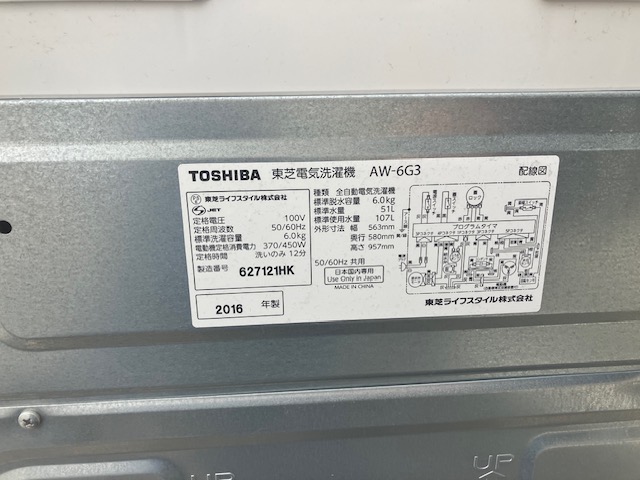 TOSHIBA 東芝電気洗濯機 AW-6G3 配線図
東芝ライフスタイル株式会社
JET
定格電圧 100V
定格周波数 50/60Hz
標準洗濯容量 6.0kg
電動機定格消費電力 370/450W
定格時間 洗いのみ 12分
製造番号 627121HK
2016 年製
種類 全自動電気洗濯機
標準脱水容量 6.0kg
標準水量 51L
標準使用水量 107L
外形寸法 幅 563mm
奥行 580mm
高さ 957mm
50/60Hz 共用
日本国内専用
Use Only in Japan
MADE IN CHINA
ロック
プログラムタイマ
東芝ライフスタイル株式会社
UP
UP